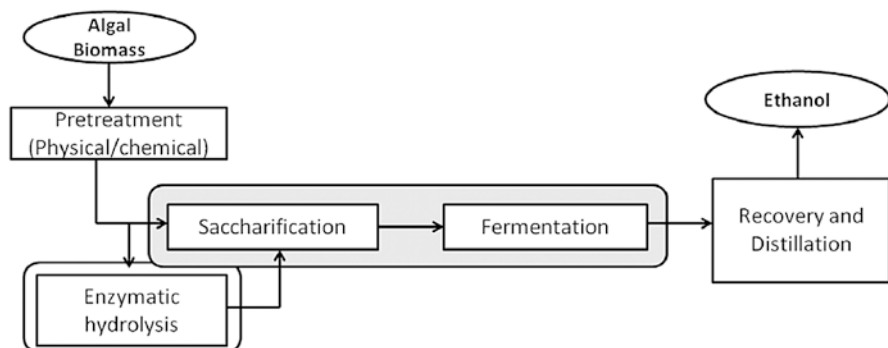 Algal
Biomass
Pretreatment
(Physical/chemical)
Saccharification
Fermentation
Enzymatic
hydrolysis
Recovery and
Distillation
Ethanol